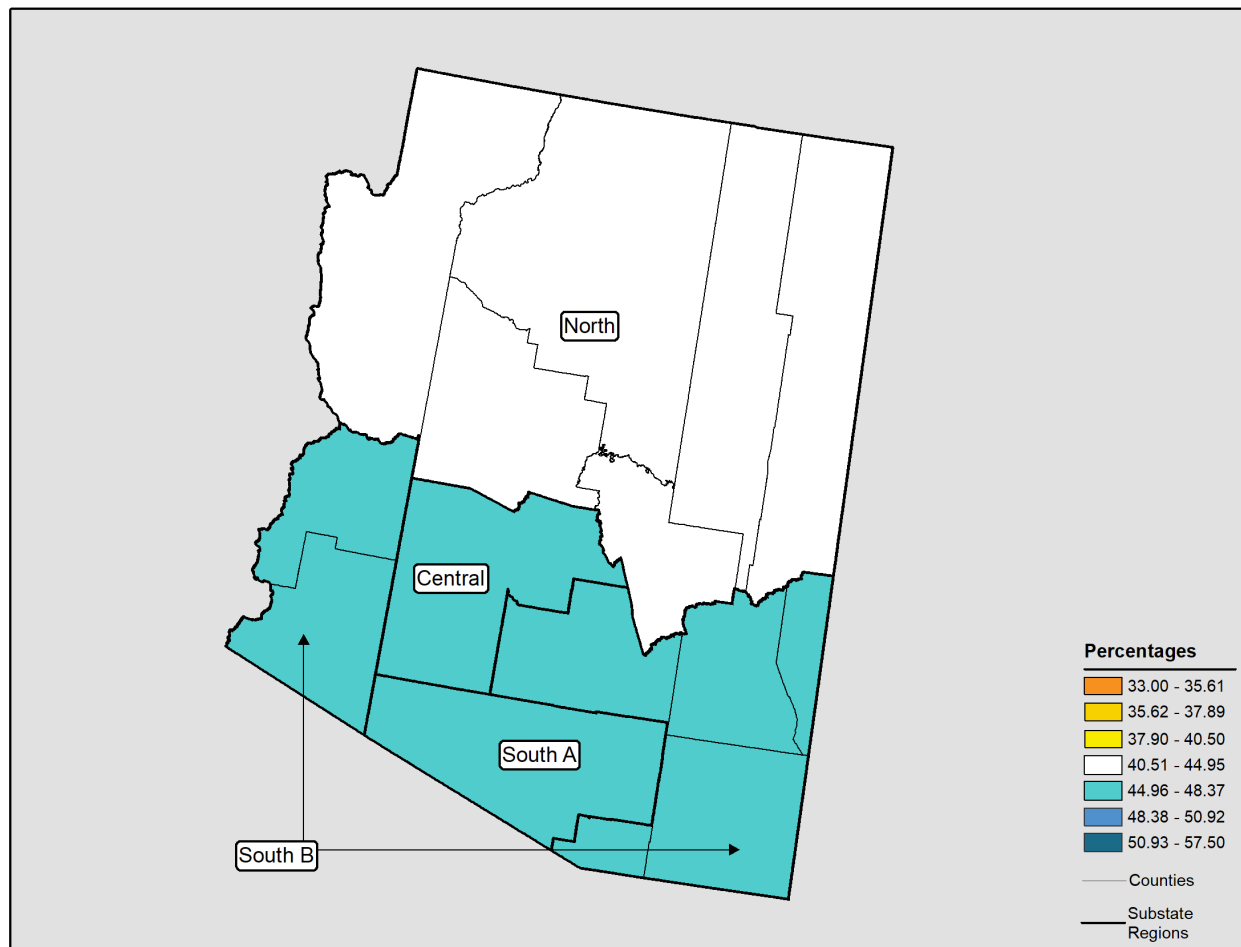 North
Central
South A
South B
Percentages
33.00 - 35.61
35.62 - 37.89
37.90 - 40.50
40.51 - 44.95
44.96 - 48.37
48.38 - 50.92
50.93 - 57.50
Counties
Substate
Regions